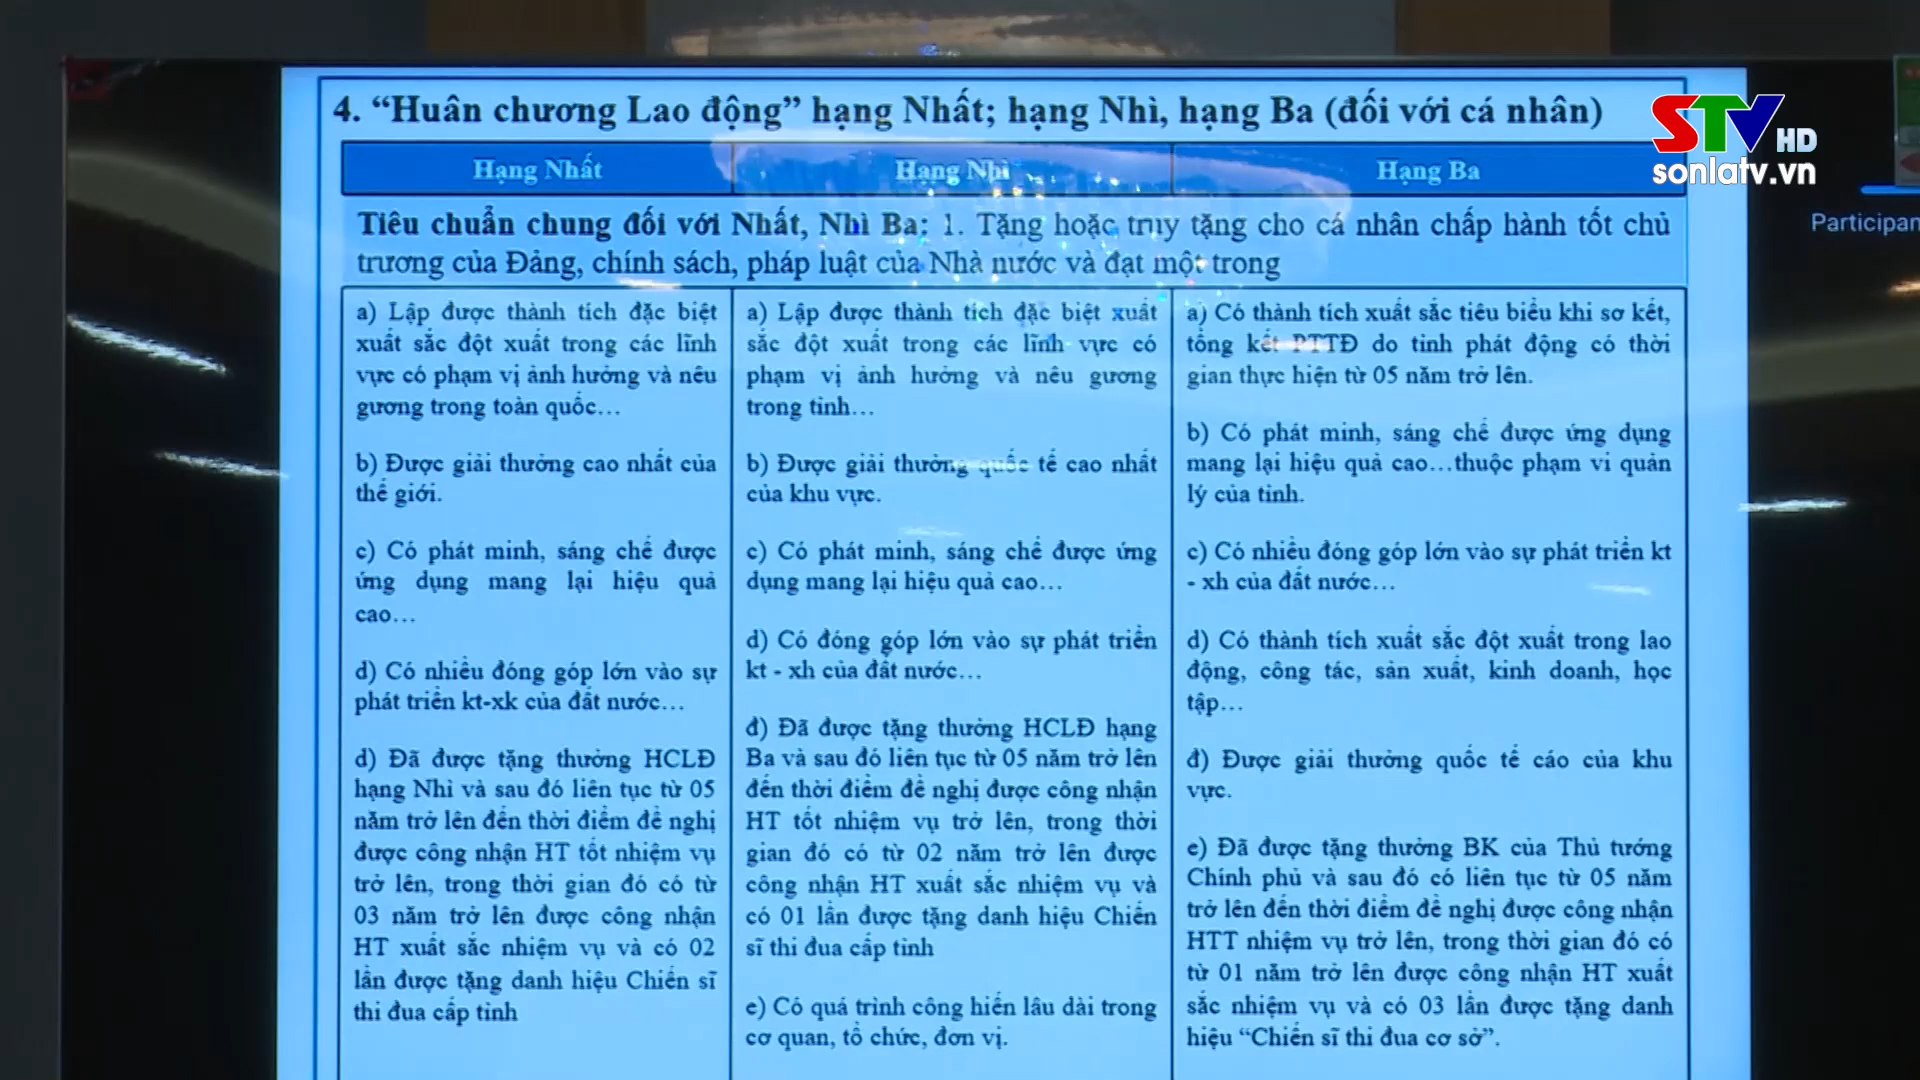 4. “Huân chương Lao động” hạng Nhất; hạng Nhì, hạng Ba (đối với cá nhân)
STV HD
sonlatv.vn
Participan
Hạng Nhất
Hạng Nhì
Hạng Ba
Tiêu chuẩn chung đối với Nhất, Nhì Ba: 1. Tặng hoặc truy tặng cho cá nhân chấp hành tốt chủ
trương của Đảng, chính sách, pháp luật của Nhà nước và đạt một trong
a) Lập được thành tích đặc biệt
xuất sắc đột xuất trong các lĩnh
vực có phạm vị ảnh hưởng và nêu
gương trong toàn quốc…
b) Được giải thưởng cao nhất của
thế giới.
c) Có phát minh, sáng chế được
ứng dụng mang lại hiệu quả
cao…
d) Có nhiều đóng góp lớn vào sự
phát triển kt-xk của đất nước…
d) Đã được tặng thưởng HCLĐ
hạng Nhì và sau đó liên tục từ 05
năm trở lên đến thời điểm đề nghị
được công nhận HT tốt nhiệm vụ
trở lên, trong thời gian đó có từ
03 năm trở lên được công nhận
HT xuất sắc nhiệm vụ và có 02
lần được tặng danh hiệu Chiến sĩ
thi đua cấp tỉnh
a) Lập được thành tích đặc biệt xuất
sắc đột xuất trong các lĩnh vực có
phạm vị ảnh hưởng và nêu gương
trong tỉnh…
b) Được giải thưởng quốc tế cao nhất
của khu vực.
c) Có phát minh, sáng chế được ứng
dụng mang lại hiệu quả cao…
d) Có đóng góp lớn vào sự phát triển
kt - xh của đất nước…
đ) Đã được tặng thưởng HCLĐ hạng
Ba và sau đó liên tục từ 05 năm trở lên
đến thời điểm đề nghị được công nhận
HT tốt nhiệm vụ trở lên, trong thời
gian đó có từ 02 năm trở lên được
công nhận HT xuất sắc nhiệm vụ và
có 01 lần được tặng danh hiệu Chiến
sĩ thi đua cấp tỉnh
e) Có quá trình công hiến lâu dài trong
cơ quan, tổ chức, đơn vị.
a) Có thành tích xuất sắc tiêu biểu khi sơ kết,
tổng kết PTTĐ do tỉnh phát động có thời
gian thực hiện từ 05 năm trở lên.
b) Có phát minh, sáng chế được ứng dụng
mang lại hiệu quả cao…thuộc phạm vi quản
lý của tỉnh.
c) Có nhiều đóng góp lớn vào sự phát triển kt
- xh của đất nước…
d) Có thành tích xuất sắc đột xuất trong lao
động, công tác, sản xuất, kinh doanh, học
tập…
đ) Được giải thưởng quốc tế cáo của khu
vực.
e) Đã được tặng thưởng BK của Thủ tướng
Chính phủ và sau đó có liên tục từ 05 năm
trở lên đến thời điểm đề nghị được công nhận
HTT nhiệm vụ trở lên, trong thời gian đó có
từ 01 năm trở lên được công nhận HT xuất
sắc nhiệm vụ và có 03 lần được tặng danh
hiệu “Chiến sĩ thi đua cơ sở”.